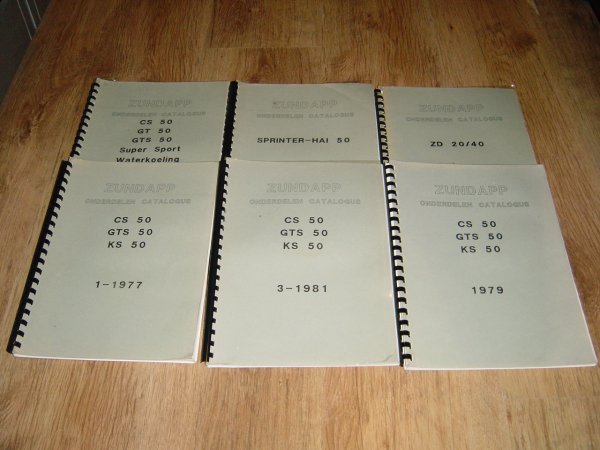 ZUNDAPP
ONDERDELEN CATALOGUS
CS 50
GT 50
GTS 50
Super Sport
Waterkoeling
ZUNDAPP
ONDERDELEN CATALOGUS
SPRINTER-HAI 50
ZUNDAPP
ONDERDELEN CATALOGUS
ZD 20/40
ZUNDAPP
ONDERDELEN CATALOGUS
CS 50
GTS 50
KS 50
1-1977
ZUNDAPP
ONDERDELEN CATALOGUS
CS 50
GTS 50
KS 50
3-1981
ZUNDAPP
ONDERDELEN CATALOGUS
CS 50
GTS 50
KS 50
1979